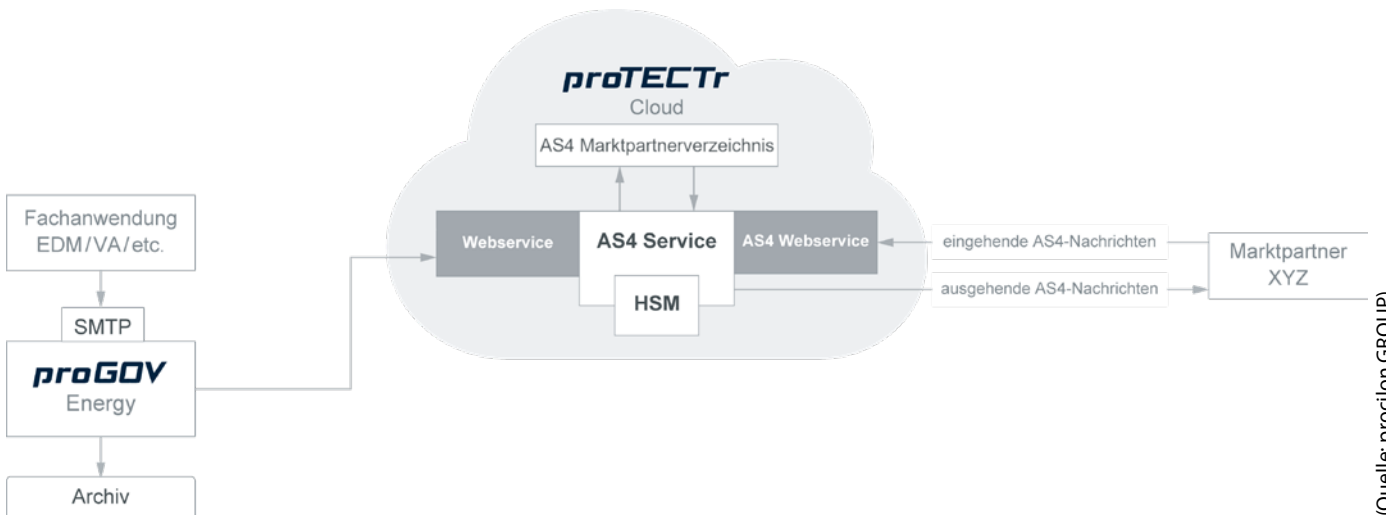 proTECTr
Cloud
AS4 Marktpartnerverzeichnis
Fachanwendung
EDM/VA/etc.
SMTP
proGOV
Energy
Archiv
Webservice
AS4 Service
AS4 Webservice
HSM
eingehende AS4-Nachrichten
ausgehende AS4-Nachrichten
Marktpartner
XYZ
(Quelle: procilon GROUP)